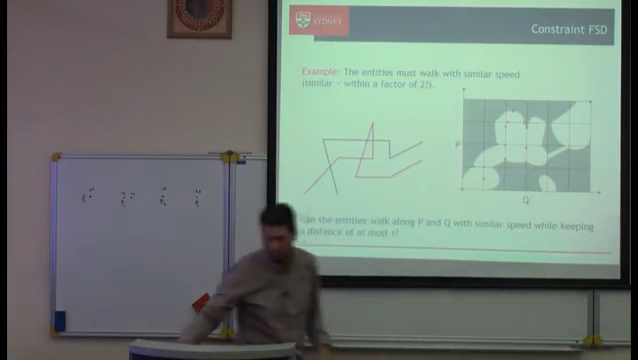 SYDNEY
Constraint FSD
Example: The entities must walk with similar speed
(similar - within a factor of 2?).
P
Q
Can the entities walk along P and Q with similar speed while keeping
a distance of at most r?